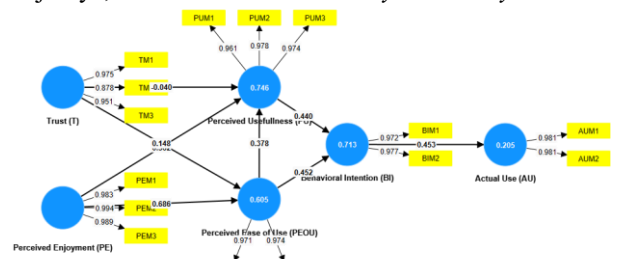 PUM1
PUM2
PUM3
0.961
0.978
0.974
TM1
TM2
TM3
0.975
0.878
0.951
-0.040
0.746
Trust (T)
Perceived Usefullness
0.148
0.378
0.440
0.713
0.972
0.977
BIM1
BIM2
0.453
0.205
0.981
0.981
AUM1
AUM2
0.452
Behavioral Intention (BI)
Actual Use (AU)
PEM1
PEM2
PEM3
0.983
0.994
0.989
0.686
0.605
Perceived Enjoyment (PE)
Perceived Ease of Use (PEOU)
0.971
0.974